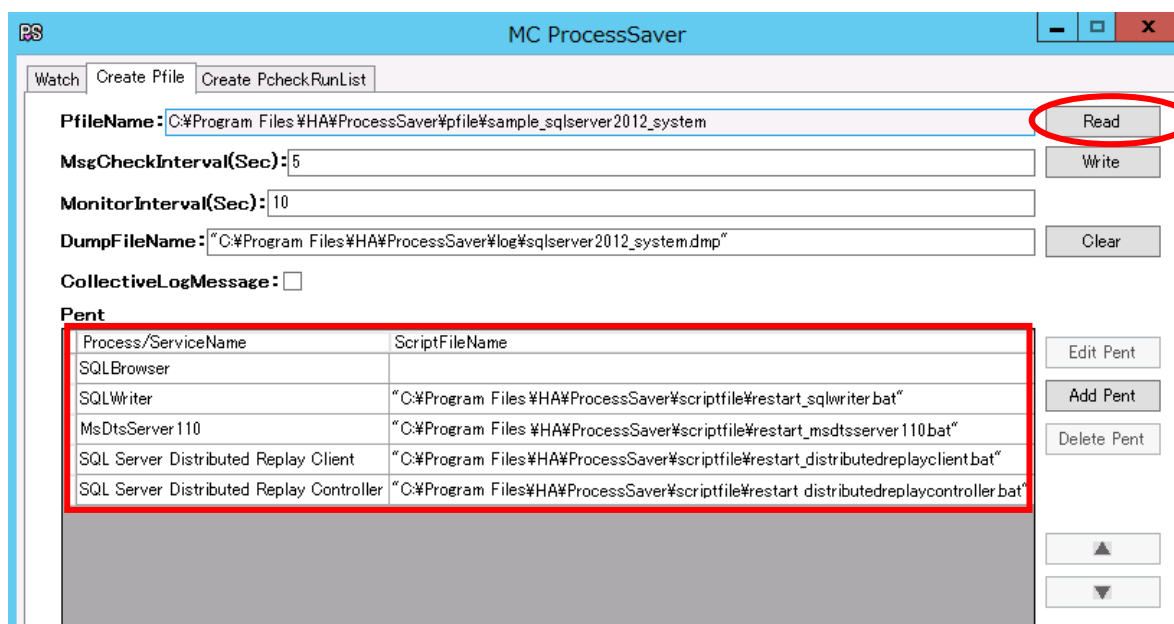 PS MC ProcessSaver
Watch Create Pfile Create PcheckRunList
PfileName: C:¥Program Files¥HA¥ProcessSaver¥pfile¥sample_sqlserver2012_system Read
MsgCheckInterval(Sec): 5 Write
MonitorInterval(Sec): 10
DumpFileName: "C:¥Program Files¥HA¥ProcessSaver¥log¥sqlserver2012_system.dmp" Clear
CollectiveLogMessage:
Pent
Process/ServiceName ScriptFileName
Edit Pent
SQLBrowser
SQLWriter "C:¥Program Files¥HA¥ProcessSaver¥scriptfile¥restart_sqlwriter.bat" Add Pent
MsDtsServer110 "C:¥Program Files¥HA¥ProcessSaver¥scriptfile¥restart_msdtsserver110.bat" Delete Pent
SQL Server Distributed Replay Client "C:¥Program Files¥HA¥ProcessSaver¥scriptfile¥restart_distributedreplayclient.bat"
SQL Server Distributed Replay Controller "C:¥Program Files¥HA¥ProcessSaver¥scriptfile¥restart distributedreplaycontroller.bat"